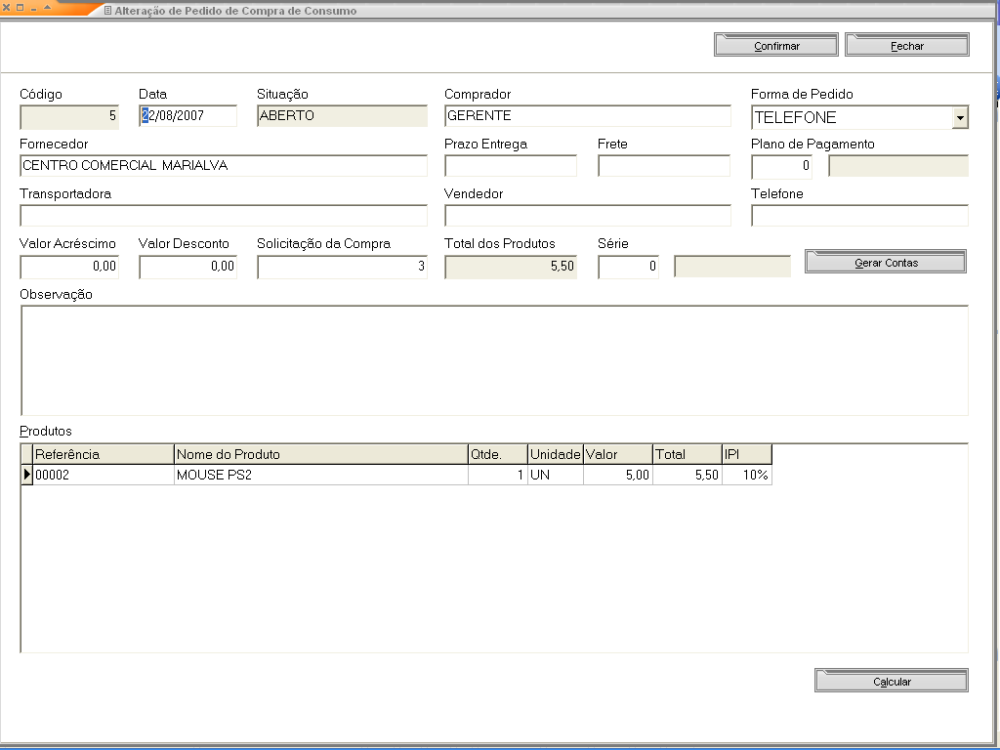 Alteração de Pedido de Compra de Consumo
Confirmar Fechar
Código Data Situação Comprador Forma de Pedido
5 22/08/2007 ABERTO GERENTE TELEFONE
Fornecedor Prazo Entrega Frete Plano de Pagamento
CENTRO COMERCIAL MARIALVA 0
Transportadora Vendedor Telefone
Valor Acréscimo Valor Desconto Solicitação da Compra Total dos Produtos Série
0,00 0,00 3 5,50 0 Gerar Contas
Observação
Produtos
Referência Nome do Produto Qtde. Unidade Valor Total IPI
00002 MOUSE PS2 1 UN 5,00 5,50 10%
Calcular